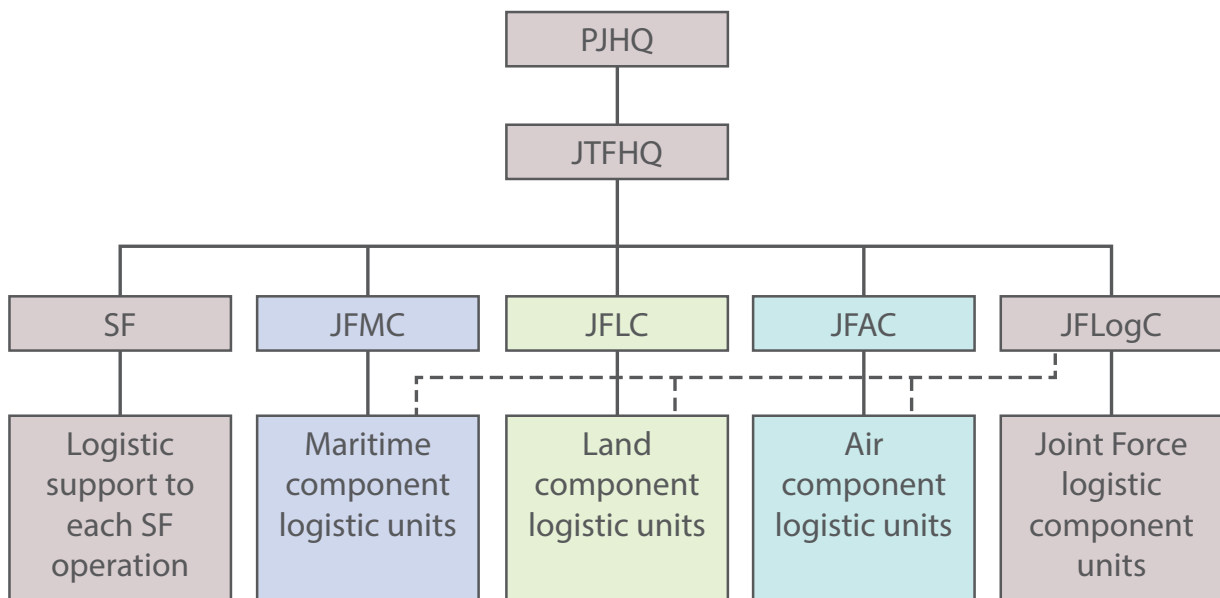 PJHQ
JTFHQ
SF
JFMC
JFLC
JFAC
JFLogC
Logistic
support to
each SF
operation
Maritime
component
logistic units
Land
component
logistic units
Air
component
logistic units
Joint Force
logistic
component
units